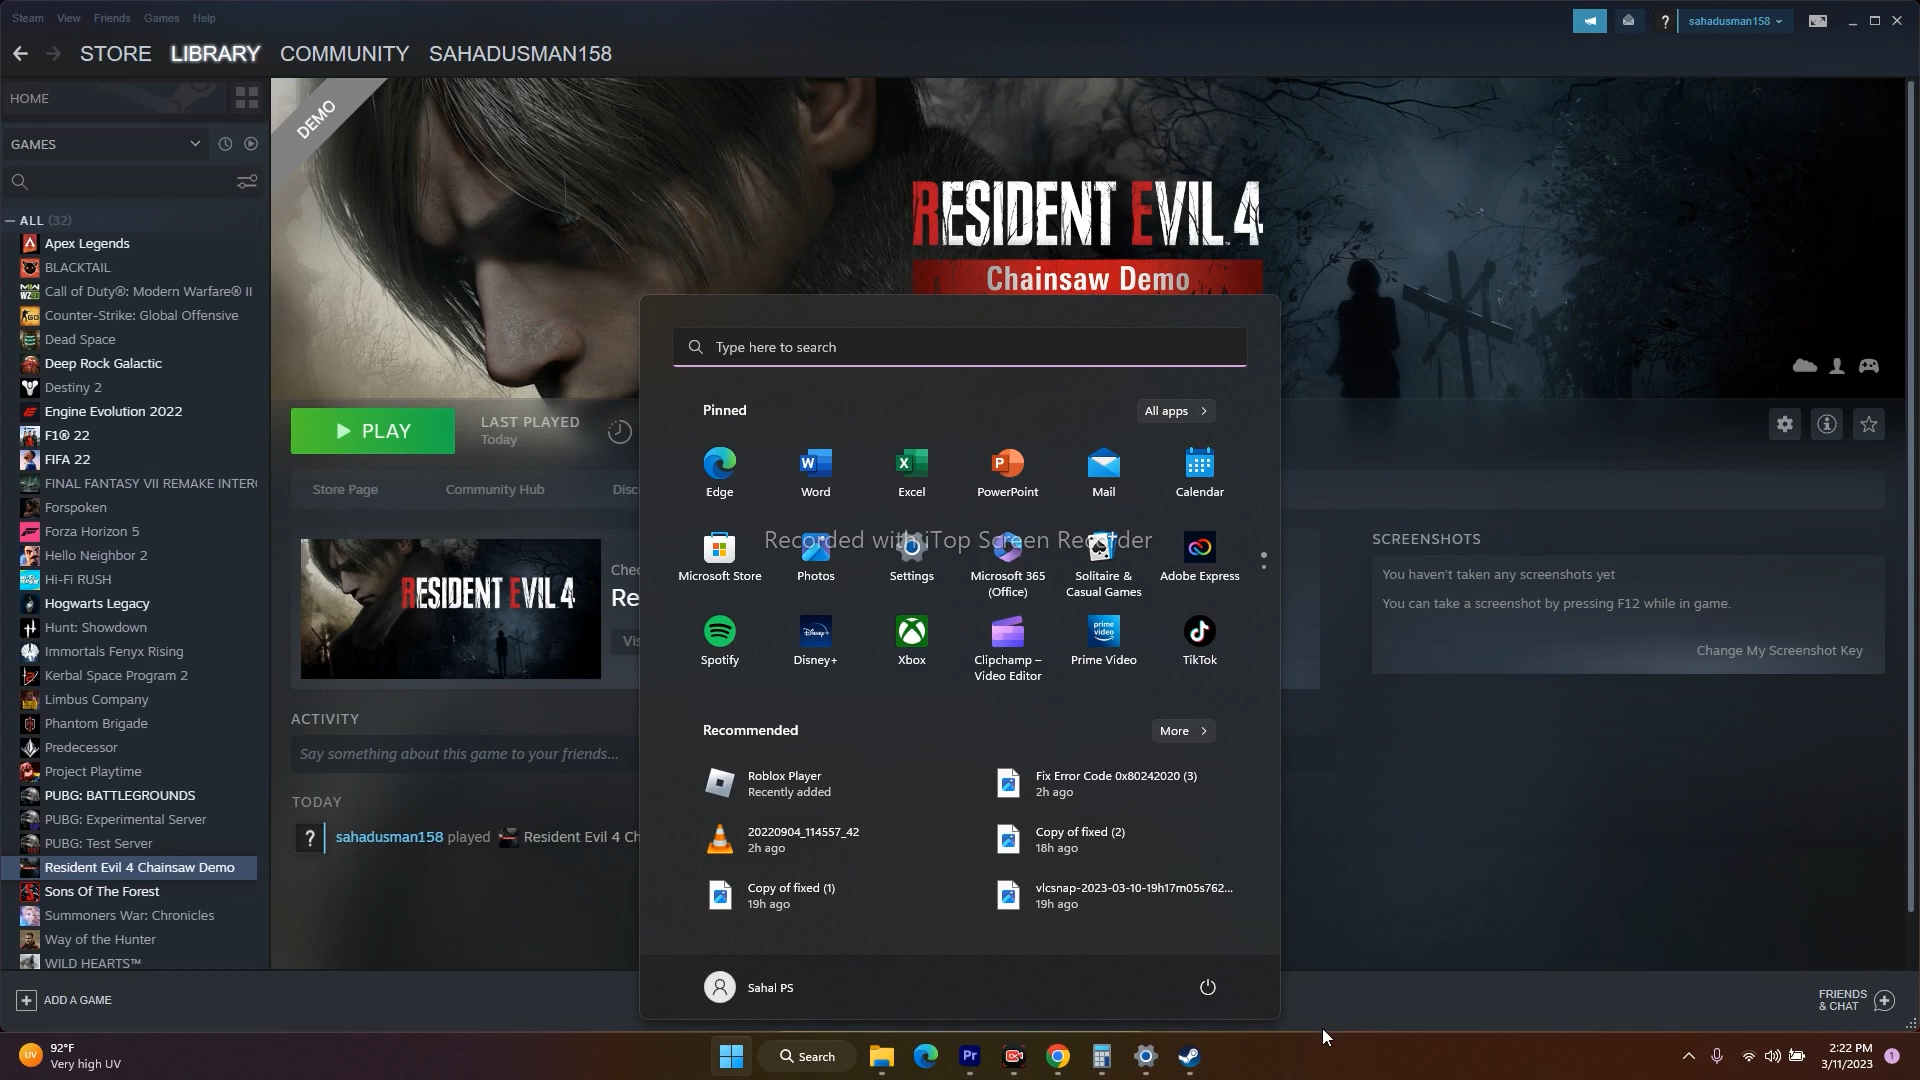 Steam View Friends Games Help
sahadusman158
STORE LIBRARY COMMUNITY SAHADUSMAN158
HOME
GAMES
ALL (32)
Apex Legends
BLACKTAIL
Call of Duty®: Modern Warfare® II
Counter-Strike: Global Offensive
Dead Space
Deep Rock Galactic
Destiny 2
Engine Evolution 2022
F1® 22
FIFA 22
FINAL FANTASY VII REMAKE INTER
Forspoken
Forza Horizon 5
Hello Neighbor 2
Hi-Fi RUSH
Hogwarts Legacy
Hunt: Showdown
Immortals Fenyx Rising
Kerbal Space Program 2
Limbus Company
Phantom Brigade
Predecessor
Project Playtime
PUBG: BATTLEGROUNDS
PUBG: Experimental Server
PUBG: Test Server
Resident Evil 4 Chainsaw Demo
Sons Of The Forest
Summoners War: Chronicles
Way of the Hunter
WILD HEARTS™
ADD A GAME
DEMO
RESIDENT EVIL 4
Chainsaw Demo
PLAY
LAST PLAYED
Today
Store Page Community Hub Disc
RESIDENT EVIL 4
Chec
Re
Vis
ACTIVITY
Say something about this game to your friends...
TODAY
sahadusman158 played Resident Evil 4 Ch
Type here to search
Pinned All apps
Edge Word Excel PowerPoint Mail Calendar
Recorded with iTop Screen Recorder
Microsoft Store Photos Settings Microsoft 365 Solitaire & Adobe Express
(Office) Casual Games
Disney+ prime video
Spotify Disney+ Xbox Clipchamp – Prime Video TikTok
Video Editor
Recommended More
Roblox Player
Recently added
Fix Error Code 0x80242020 (3)
2h ago
20220904_114557_42
2h ago
Copy of fixed (2)
18h ago
Copy of fixed (1)
19h ago
vlcsnap-2023-03-10-19h17m05s762...
19h ago
Sahal PS
SCREENSHOTS
You haven't taken any screenshots yet
You can take a screenshot by pressing F12 while in game.
Change My Screenshot Key
FRIENDS
& CHAT
UV
92°F
Very high UV
Search
Pr
2:22 PM
3/11/2023
1